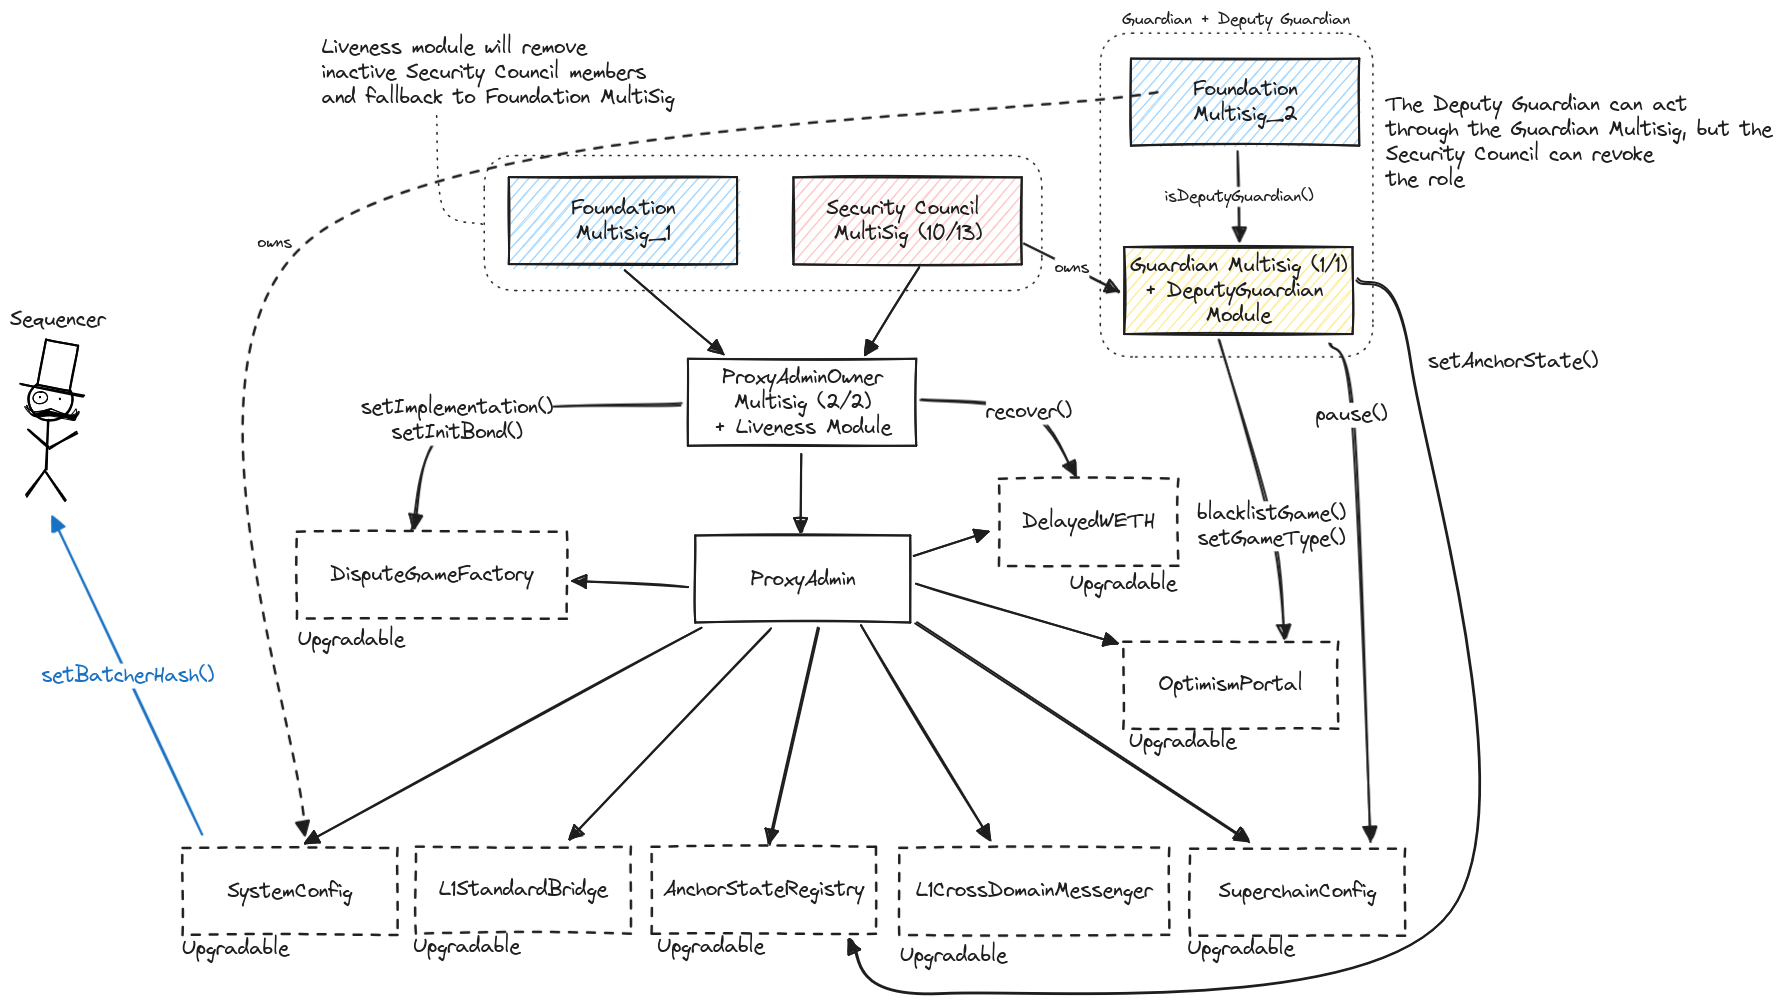 Guardian + Deputy Guardian
Liveness module will remove
inactive Security Council members
and fallback to Foundation MultiSig
Foundation
Multisig_2
The Deputy Guardian can act
through the Guardian Multisig, but the
Security Council can revoke
the role
isDeputyGuardian()
Foundation
Multisig_1
Security Council
MultiSig (10/13)
owns
owns
Guardian Multisig (1/1)
+ DeputyGuardian
Module
Sequencer
setAnchorState()
ProxyAdminOwner
Multisig (2/2)
+ Liveness Module
setImplementation()
setInitBond()
recover()
pause()
blacklistGame()
setGameType()
DelayedWETH
Upgradable
DisputeGameFactory
Upgradable
ProxyAdmin
setBatcherHash()
OptimismPortal
Upgradable
SystemConfig
Upgradable
L1StandardBridge
Upgradable
AnchorStateRegistry
Upgradable
L1CrossDomainMessenger
Upgradable
SuperchainConfig
Upgradable